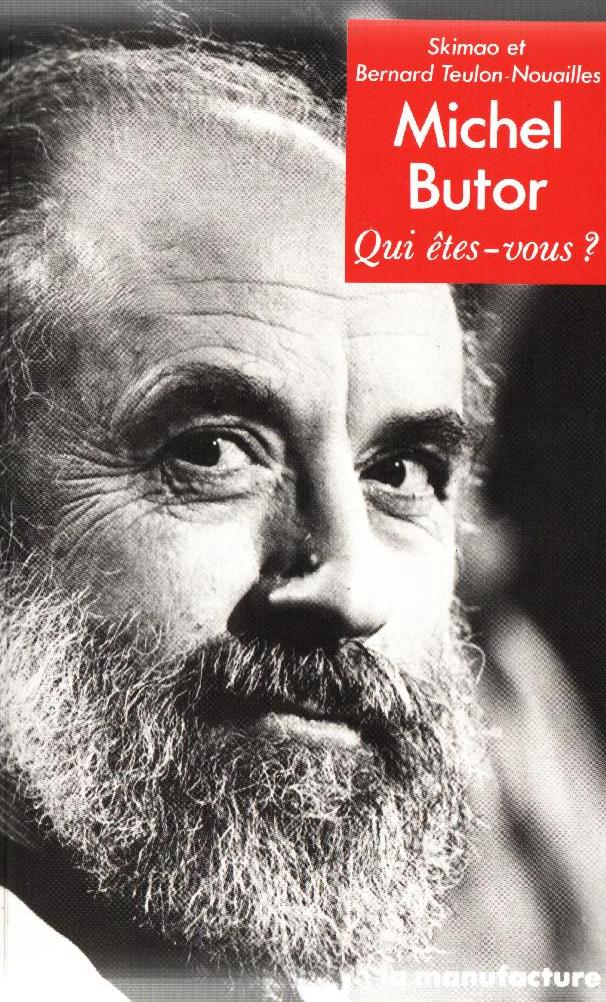 Skimao et
Bernard Teulon-Nouailles
Michel
Butor
Qui êtes-vous ?
la manufacture